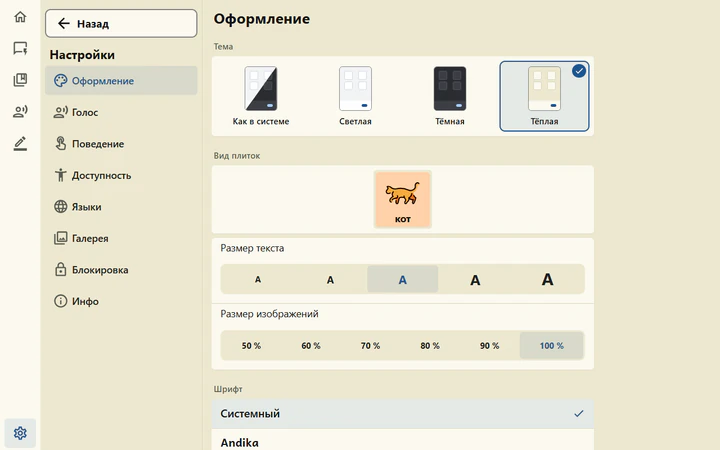 Назад
Настройки
Оформление
Голос
Поведение
Доступность
Языки
Галерея
Блокировка
Инфо
Оформление
Тема
Как в системе
Светлая
Тёмная
Тёплая
Вид плиток
кот
Размер текста
A A A A A
Размер изображений
50 % 60 % 70 % 80 % 90 % 100 %
Шрифт
Системный
Andika